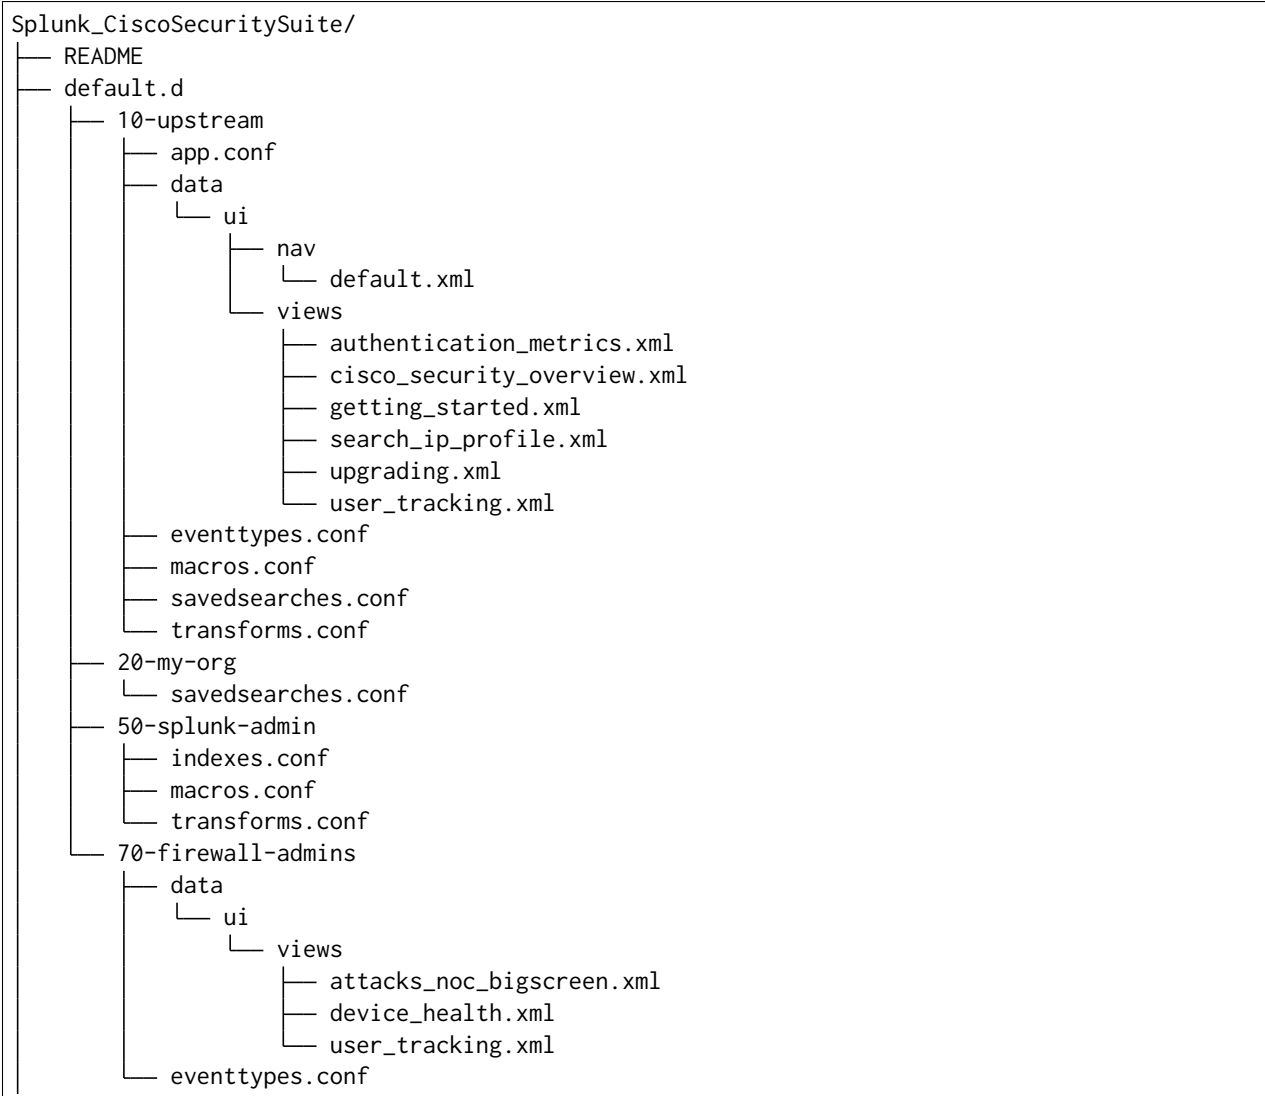 Splunk_CiscoSecuritySuite/
├── README
├── default.d
│   ├── 10-upstream
│   │   ├── app.conf
│   │   ├── data
│   │   │   └── ui
│   │   │       ├── nav
│   │   │       │   └── default.xml
│   │   │       └── views
│   │   │           ├── authentication_metrics.xml
│   │   │           ├── cisco_security_overview.xml
│   │   │           ├── getting_started.xml
│   │   │           ├── search_ip_profile.xml
│   │   │           ├── upgrading.xml
│   │   │           └── user_tracking.xml
│   │   ├── eventtypes.conf
│   │   ├── macros.conf
│   │   ├── savedsearches.conf
│   │   └── transforms.conf
│   ├── 20-my-org
│   │   └── savedsearches.conf
│   ├── 50-splunk-admin
│   │   ├── indexes.conf
│   │   ├── macros.conf
│   │   └── transforms.conf
│   └── 70-firewall-admins
│       ├── data
│       │   └── ui
│       │       └── views
│       │           ├── attacks_noc_bigscreen.xml
│       │           ├── device_health.xml
│       │           └── user_tracking.xml
│       └── eventtypes.conf